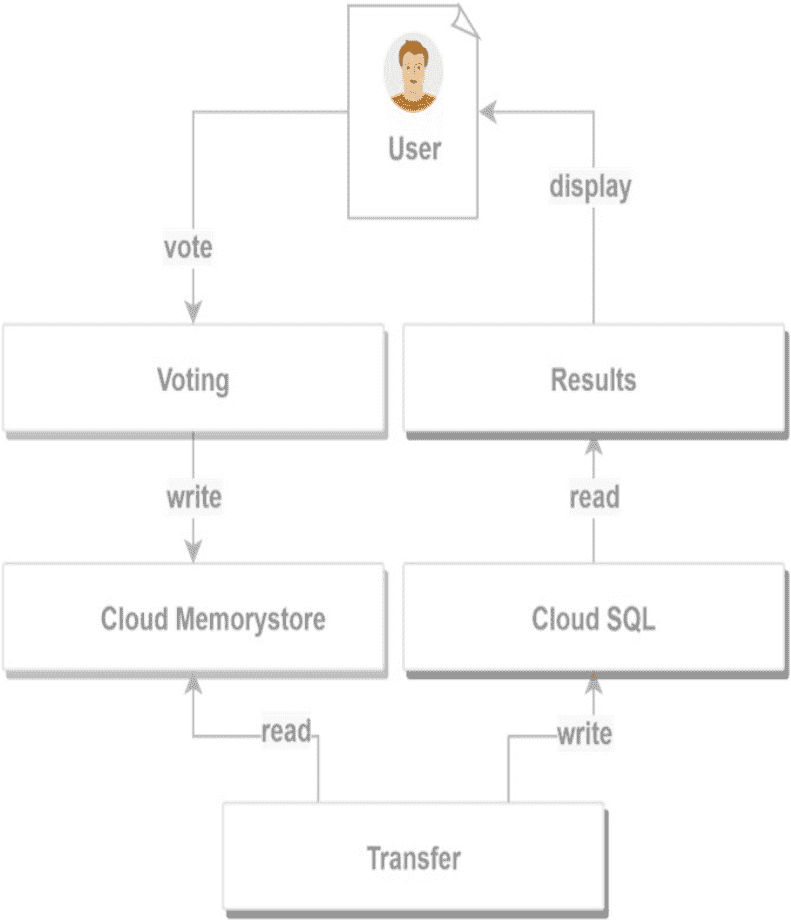 User
display
vote
Voting
Results
write
read
Cloud Memorystore
Cloud SQL
read
write
Transfer